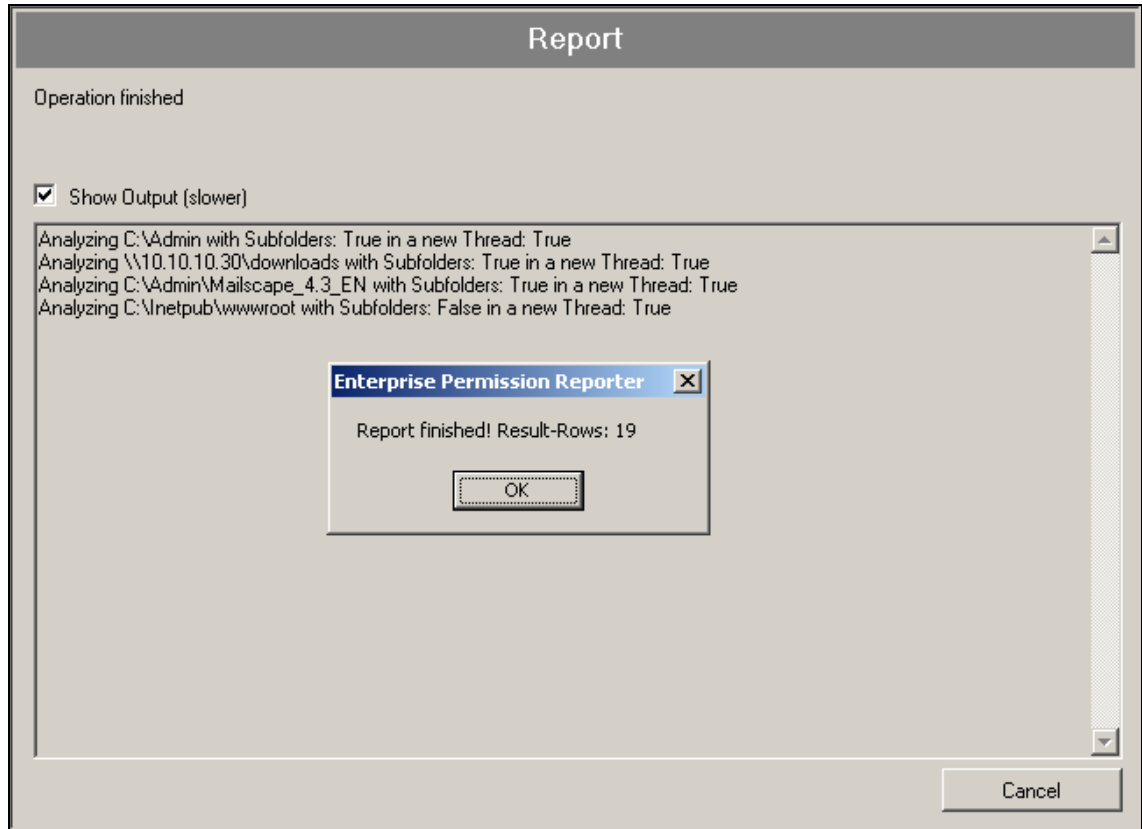 Report
Operation finished
Show Output (slower)
Analyzing C:\Admin with Subfolders: True in a new Thread: True
Analyzing \\10.10.10.30\downloads with Subfolders: True in a new Thread: True
Analyzing C:\Admin\Mailscape_4.3_EN with Subfolders: True in a new Thread: True
Analyzing C:\Inetpub\wwwroot with Subfolders: False in a new Thread: True
Enterprise Permission Reporter
Report finished! Result-Rows: 19
OK
Cancel